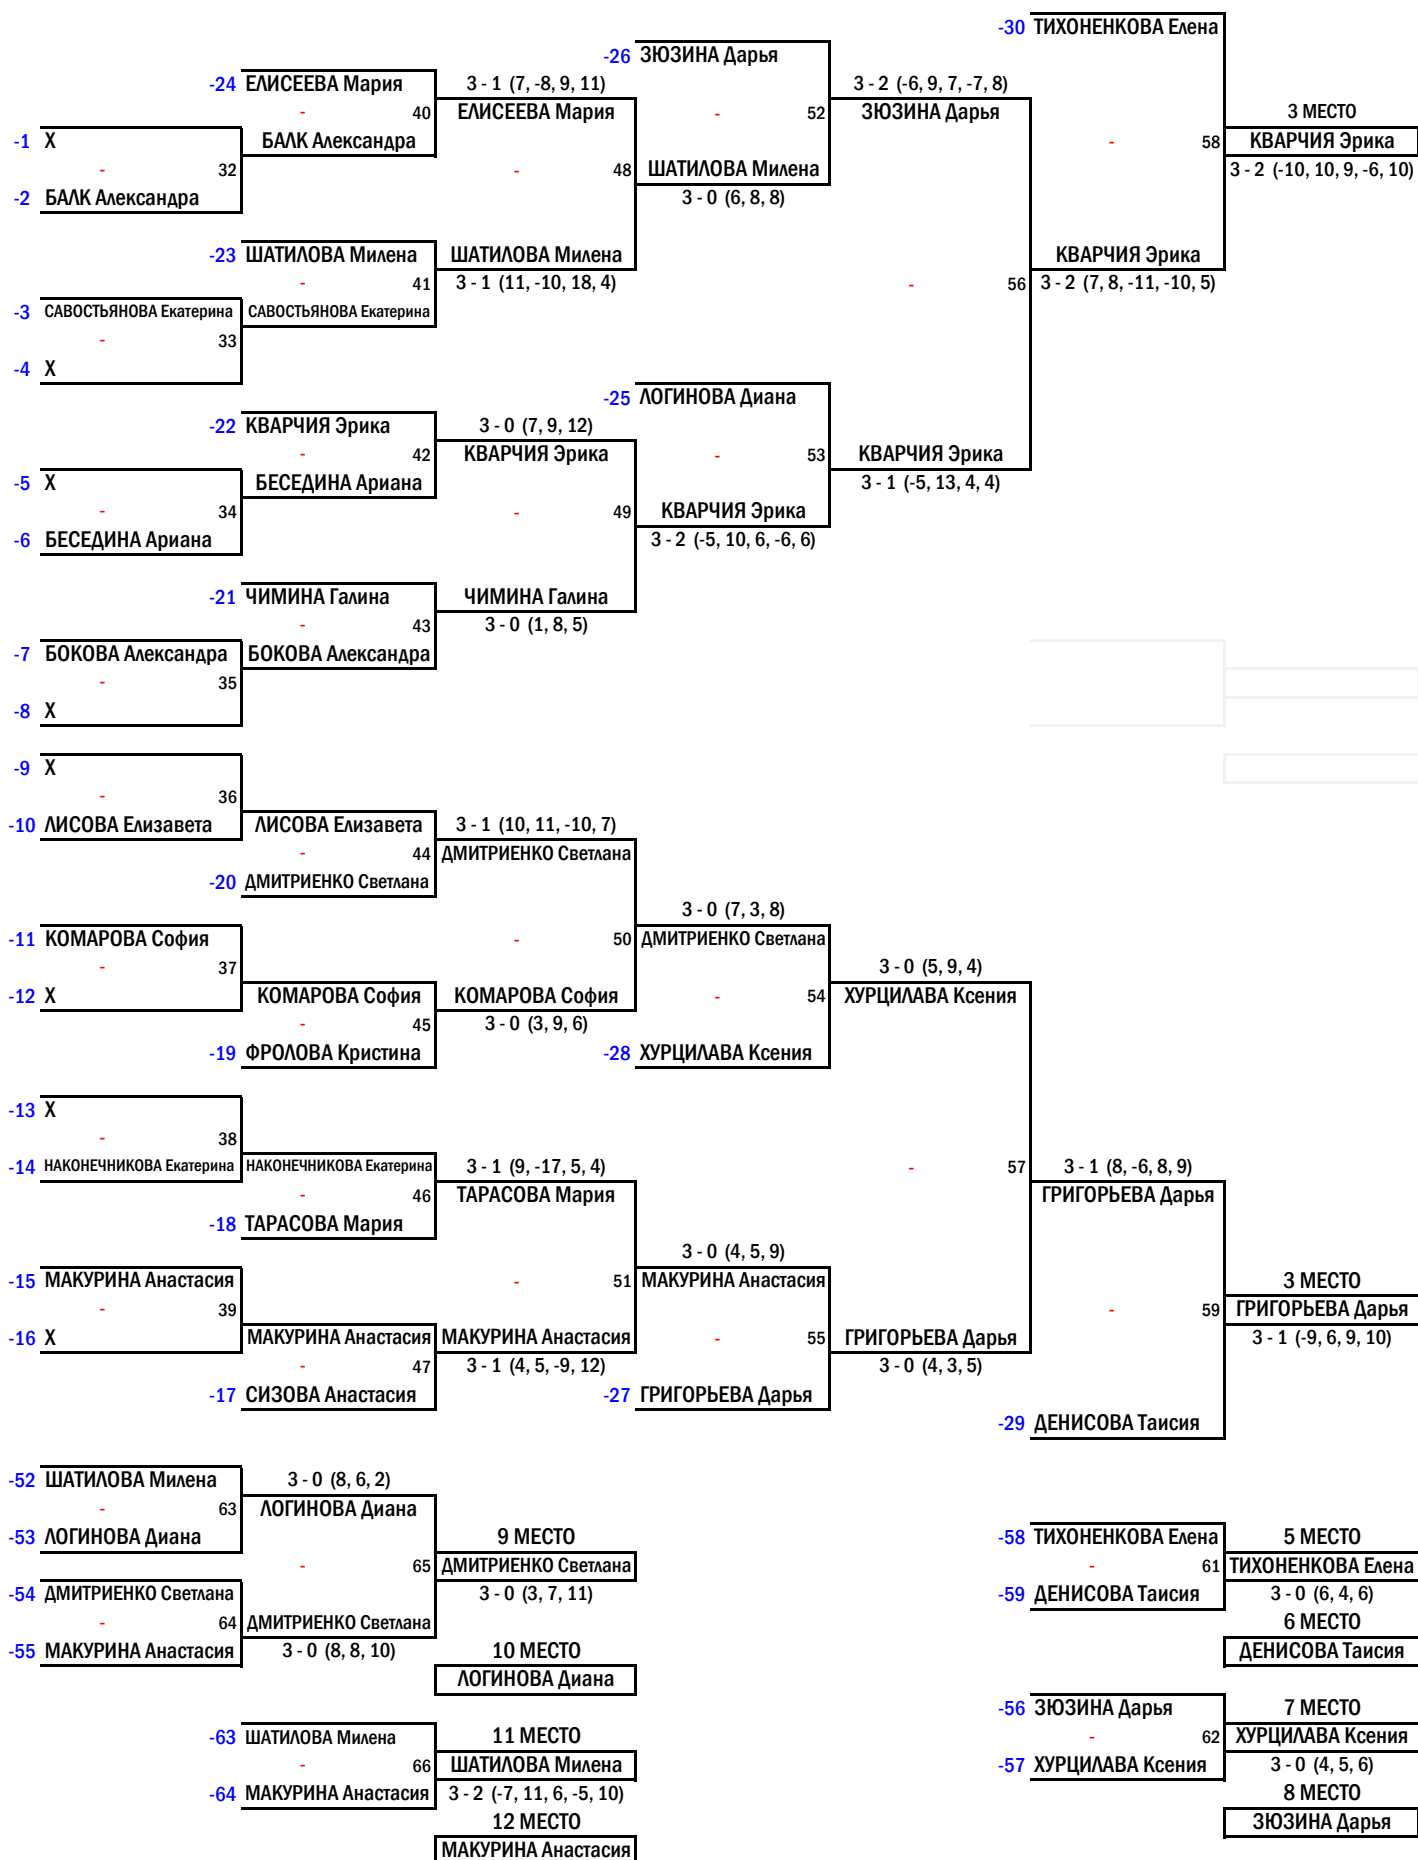 -30 ТИХОНЕНКОВА Елена
-26 ЗЮЗИНА Дарья
-24 ЕЛИСЕЕВА Мария 3 - 1 (7, -8, 9, 11) 3 - 2 (-6, 9, 7, -7, 8)
- 40 ЕЛИСЕЕВА Мария - 52 ЗЮЗИНА Дарья 3 МЕСТО
-1 X БАЛК Александра - 58 КВАРЧИЯ Эрика
- 32 - 48 ШАТИЛОВА Милена 3 - 2 (-10, 10, 9, -6, 10)
-2 БАЛК Александра 3 - 0 (6, 8, 8)
-23 ШАТИЛОВА Милена ШАТИЛОВА Милена КВАРЧИЯ Эрика
- 41 3 - 1 (11, -10, 18, 4) - 56 3 - 2 (7, 8, -11, -10, 5)
-3 САВОСТЬЯНОВА Екатерина САВОСТЬЯНОВА Екатерина
- 33
-4 X
-25 ЛОГИНОВА Диана
-22 КВАРЧИЯ Эрика 3 - 0 (7, 9, 12)
- 42 КВАРЧИЯ Эрика - 53 КВАРЧИЯ Эрика
-5 X БЕСЕДИНА Ариана 3 - 1 (-5, 13, 4, 4)
- 34 - 49 КВАРЧИЯ Эрика
-6 БЕСЕДИНА Ариана 3 - 2 (-5, 10, 6, -6, 6)
-21 ЧИМИНА Галина ЧИМИНА Галина
- 43 3 - 0 (1, 8, 5)
-7 БОКОВА Александра БОКОВА Александра
- 35
-8 X
-9 X
- 36
-10 ЛИСОВА Елизавета ЛИСОВА Елизавета 3 - 1 (10, 11, -10, 7)
- 44 ДМИТРИЕНКО Светлана
-20 ДМИТРИЕНКО Светлана
3 - 0 (7, 3, 8)
-11 КОМАРОВА София - 50 ДМИТРИЕНКО Светлана
- 37 3 - 0 (5, 9, 4)
-12 X КОМАРОВА София КОМАРОВА София - 54 ХУРЦИЛАВА Ксения
- 45 3 - 0 (3, 9, 6)
-19 ФРОЛОВА Кристина -28 ХУРЦИЛАВА Ксения
-13 X
- 38
-14 НАКОНЕЧНИКОВА Екатерина НАКОНЕЧНИКОВА Екатерина 3 - 1 (9, -17, 5, 4) - 57 3 - 1 (8, -6, 8, 9)
- 46 ТАРАСОВА Мария ГРИГОРЬЕВА Дарья
-18 ТАРАСОВА Мария
3 - 0 (4, 5, 9)
-15 МАКУРИНА Анастасия - 51 МАКУРИНА Анастасия 3 МЕСТО
- 39 - 59 ГРИГОРЬЕВА Дарья
-16 X МАКУРИНА Анастасия МАКУРИНА Анастасия - 55 ГРИГОРЬЕВА Дарья 3 - 1 (-9, 6, 9, 10)
- 47 3 - 1 (4, 5, -9, 12) 3 - 0 (4, 3, 5)
-17 СИЗОВА Анастасия -27 ГРИГОРЬЕВА Дарья
-29 ДЕНИСОВА Таисия
-52 ШАТИЛОВА Милена 3 - 0 (8, 6, 2)
- 63 ЛОГИНОВА Диана
-53 ЛОГИНОВА Диана 9 МЕСТО -58 ТИХОНЕНКОВА Елена 5 МЕСТО
- 65 ДМИТРИЕНКО Светлана - 61 ТИХОНЕНКОВА Елена
-54 ДМИТРИЕНКО Светлана 3 - 0 (3, 7, 11) -59 ДЕНИСОВА Таисия 3 - 0 (6, 4, 6)
- 64 ДМИТРИЕНКО Светлана 6 МЕСТО
-55 МАКУРИНА Анастасия 3 - 0 (8, 8, 10) 10 МЕСТО ДЕНИСОВА Таисия
ЛОГИНОВА Диана
-56 ЗЮЗИНА Дарья 7 МЕСТО
-63 ШАТИЛОВА Милена 11 МЕСТО - 62 ХУРЦИЛАВА Ксения
- 66 ШАТИЛОВА Милена -57 ХУРЦИЛАВА Ксения 3 - 0 (4, 5, 6)
-64 МАКУРИНА Анастасия 3 - 2 (-7, 11, 6, -5, 10) 8 МЕСТО
12 МЕСТО ЗЮЗИНА Дарья
МАКУРИНА Анастасия